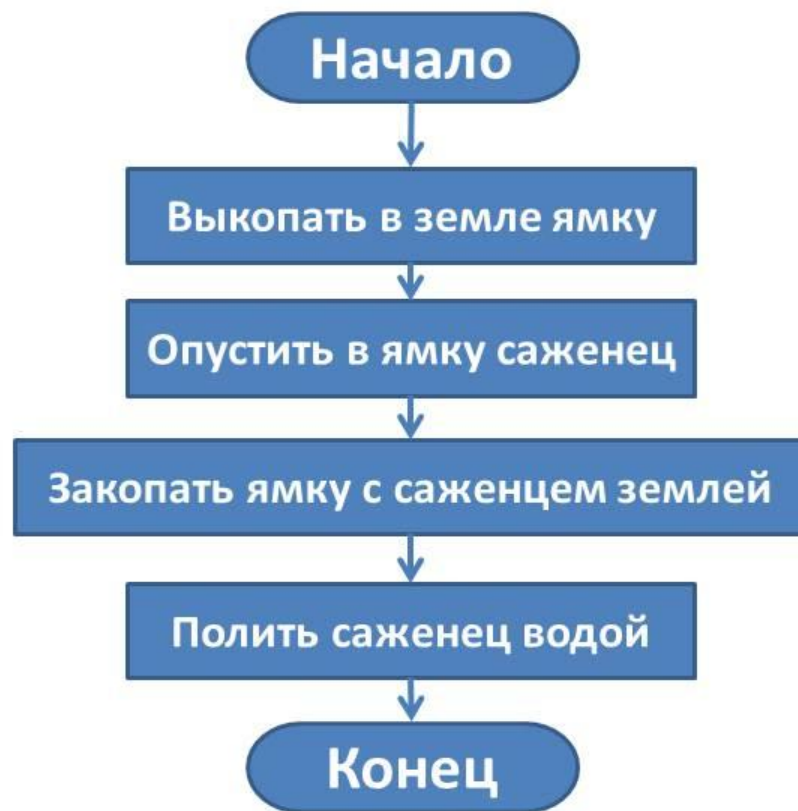 Начало
Выкопать в земле ямку
Опустить в ямку саженец
Закопать ямку с саженцем землей
Полить саженец водой
Конец